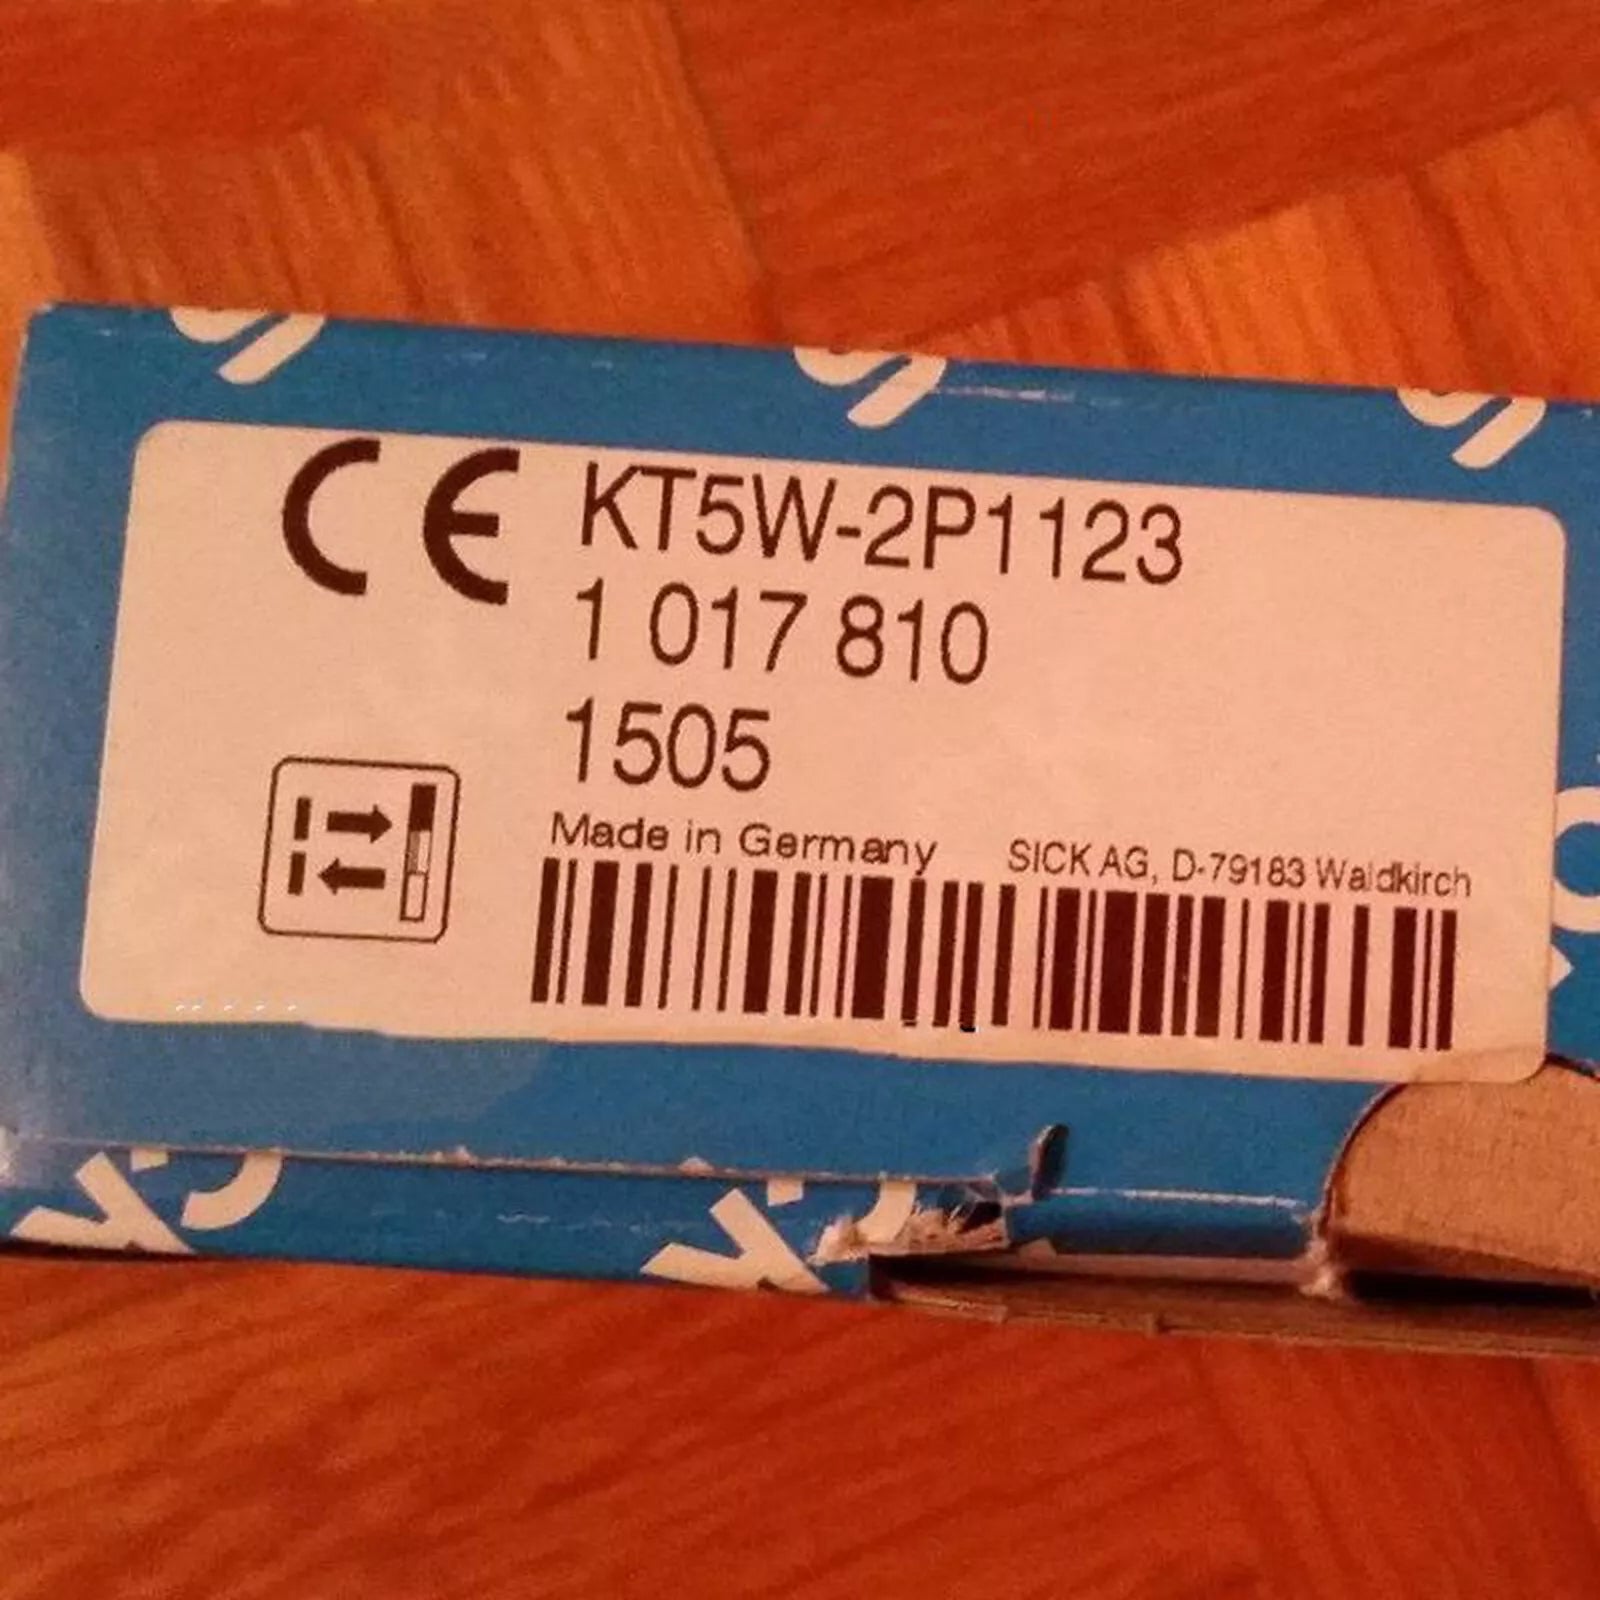 CE KT5W-2P1123
1 017 810
1505
Made in Germany SICK AG, D-79183 Waldkirch